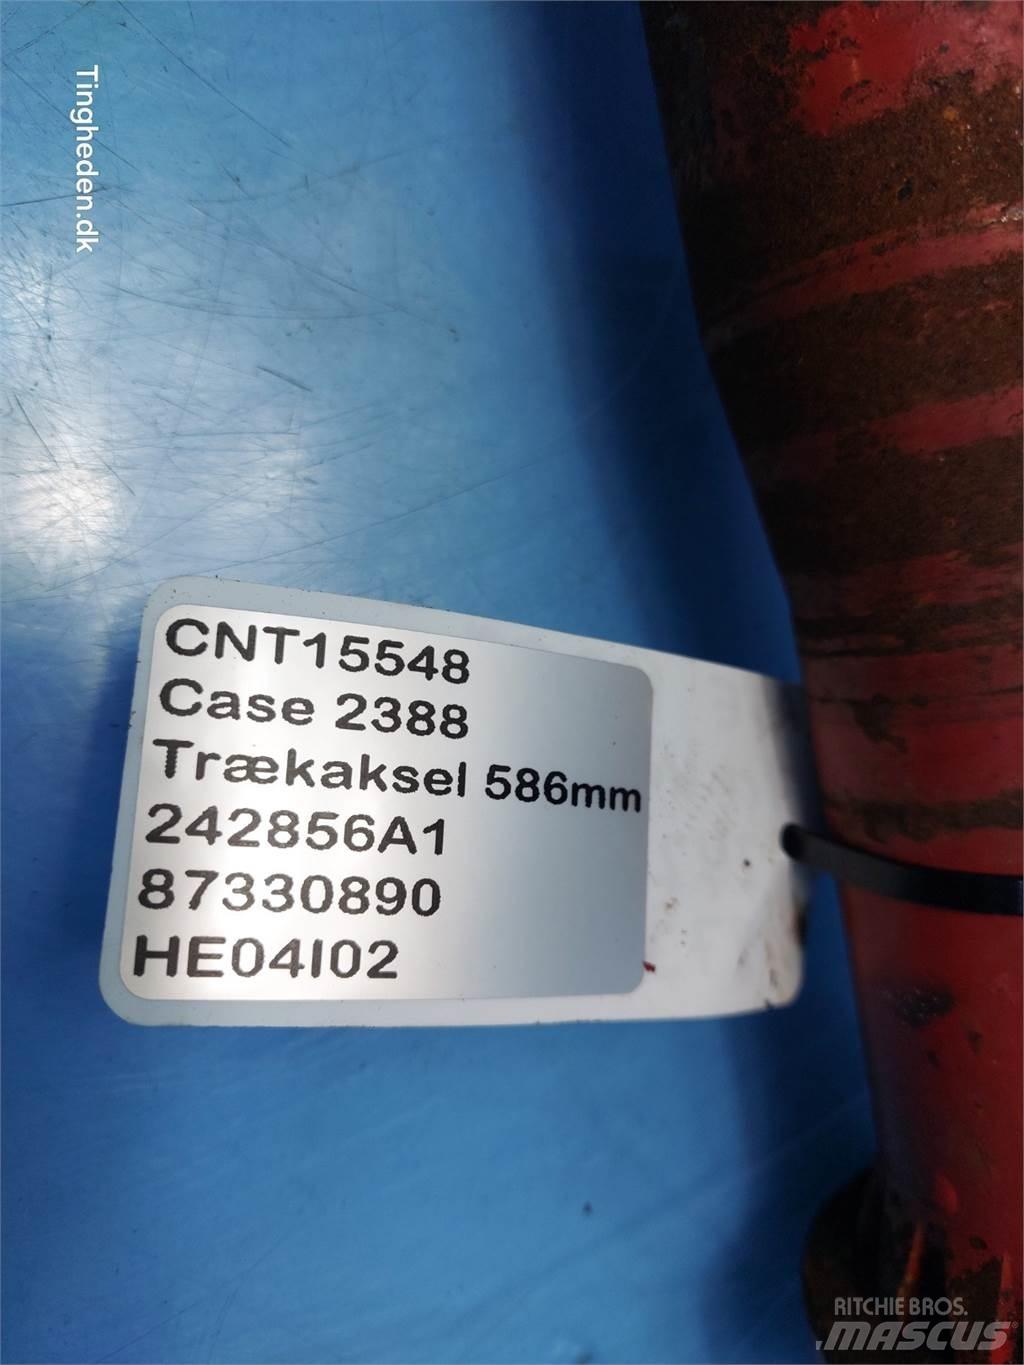 Tingheden.dk
CNT15548
Case 2388
Trækaksel 586mm
242856A1
87330890
HE04I02
RITCHIE BROS.
MASCUS